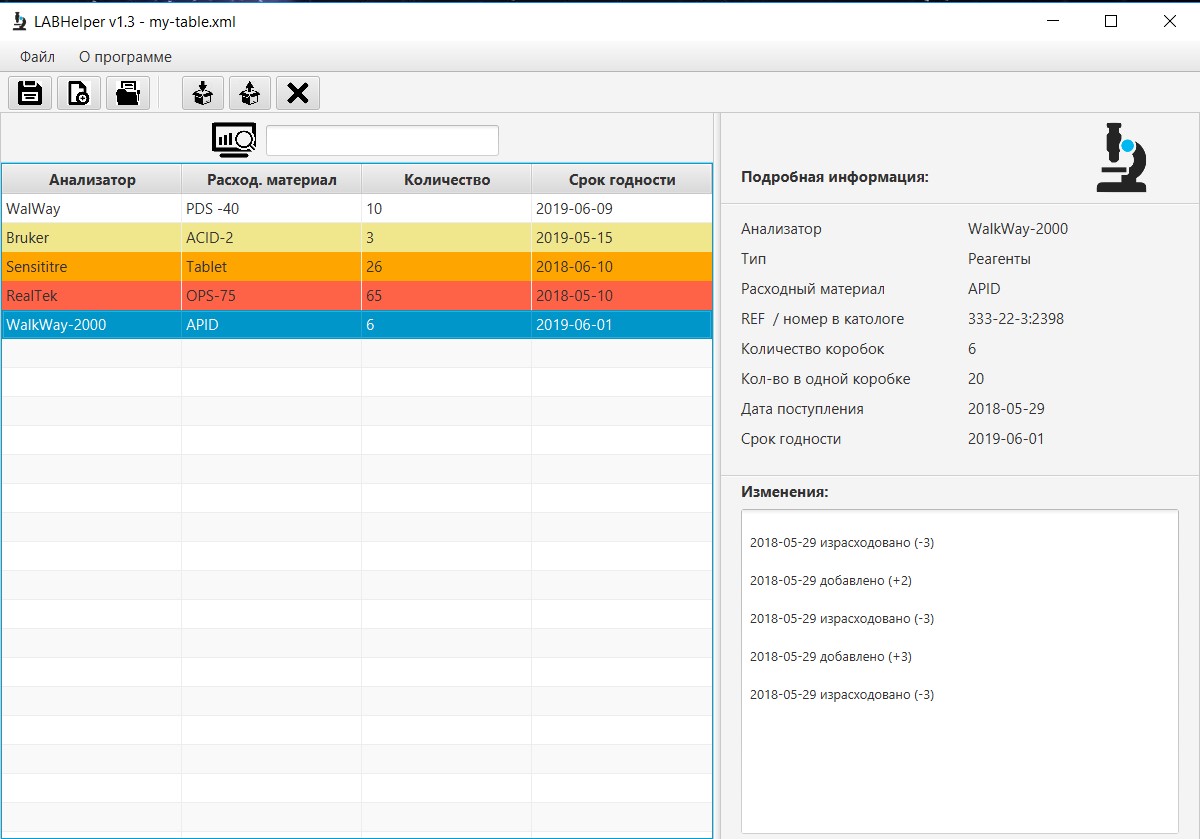 LABHelper v1.3 - my-table.xml
Файл О программе
Анализатор Расход. материал Количество Срок годности
WalWay PDS -40 10 2019-06-09
Bruker ACID-2 3 2019-05-15
Sensititre Tablet 26 2018-06-10
RealTek OPS-75 65 2018-05-10
WalkWay-2000 APID 6 2019-06-01
Подробная информация:
Анализатор WalkWay-2000
Тип Реагенты
Расходный материал APID
REF / номер в катологе 333-22-3:2398
Количество коробок 6
Кол-во в одной коробке 20
Дата поступления 2018-05-29
Срок годности 2019-06-01
Изменения:
2018-05-29 израсходовано (-3)
2018-05-29 добавлено (+2)
2018-05-29 израсходовано (-3)
2018-05-29 добавлено (+3)
2018-05-29 израсходовано (-3)